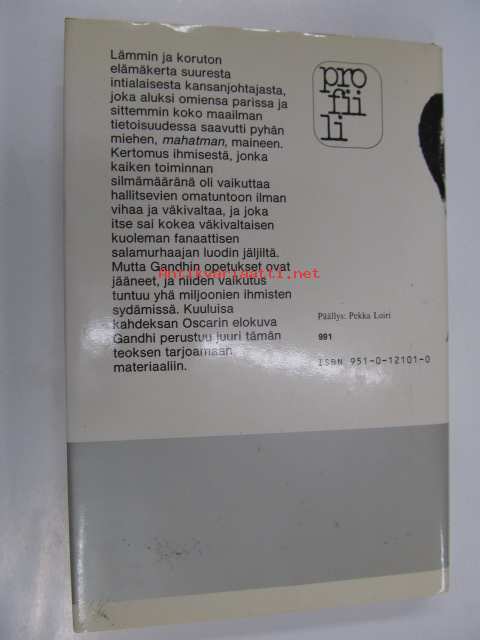 Lämmin ja koruton
elämäkerta suuresta
intialaisesta kansanjohtajasta,
joka aluksi omiensa parissa ja
sittemmin koko maailman
tietoisuudessa saavutti pyhän
miehen, mahatman, maineen.
Kertomus ihmisestä, jonka
kaiken toiminnan
silmämääränä oli vaikuttaa
hallitsevien omatuntoon ilman
vihaa ja väkivaltaa, ja joka
itse sai kokea väkivaltaisen
kuoleman fanaattisen
salamurhaajan luodin jäljiltä.
Mutta Gandhin opetukset ovat
jääneet, ja niiden vaikutus
tuntuu yhä miljoonien ihmisten
sydämissä. Kuuluisa
kahdeksan Oscarin elokuva
Gandhi perustuu juuri tämän
teoksen tarjoamaan
materiaaliin.
pro
fii
li
Antikvariaatti.net
Päällys: Pekka Loiri
991
ISBN 951-0-12101-0